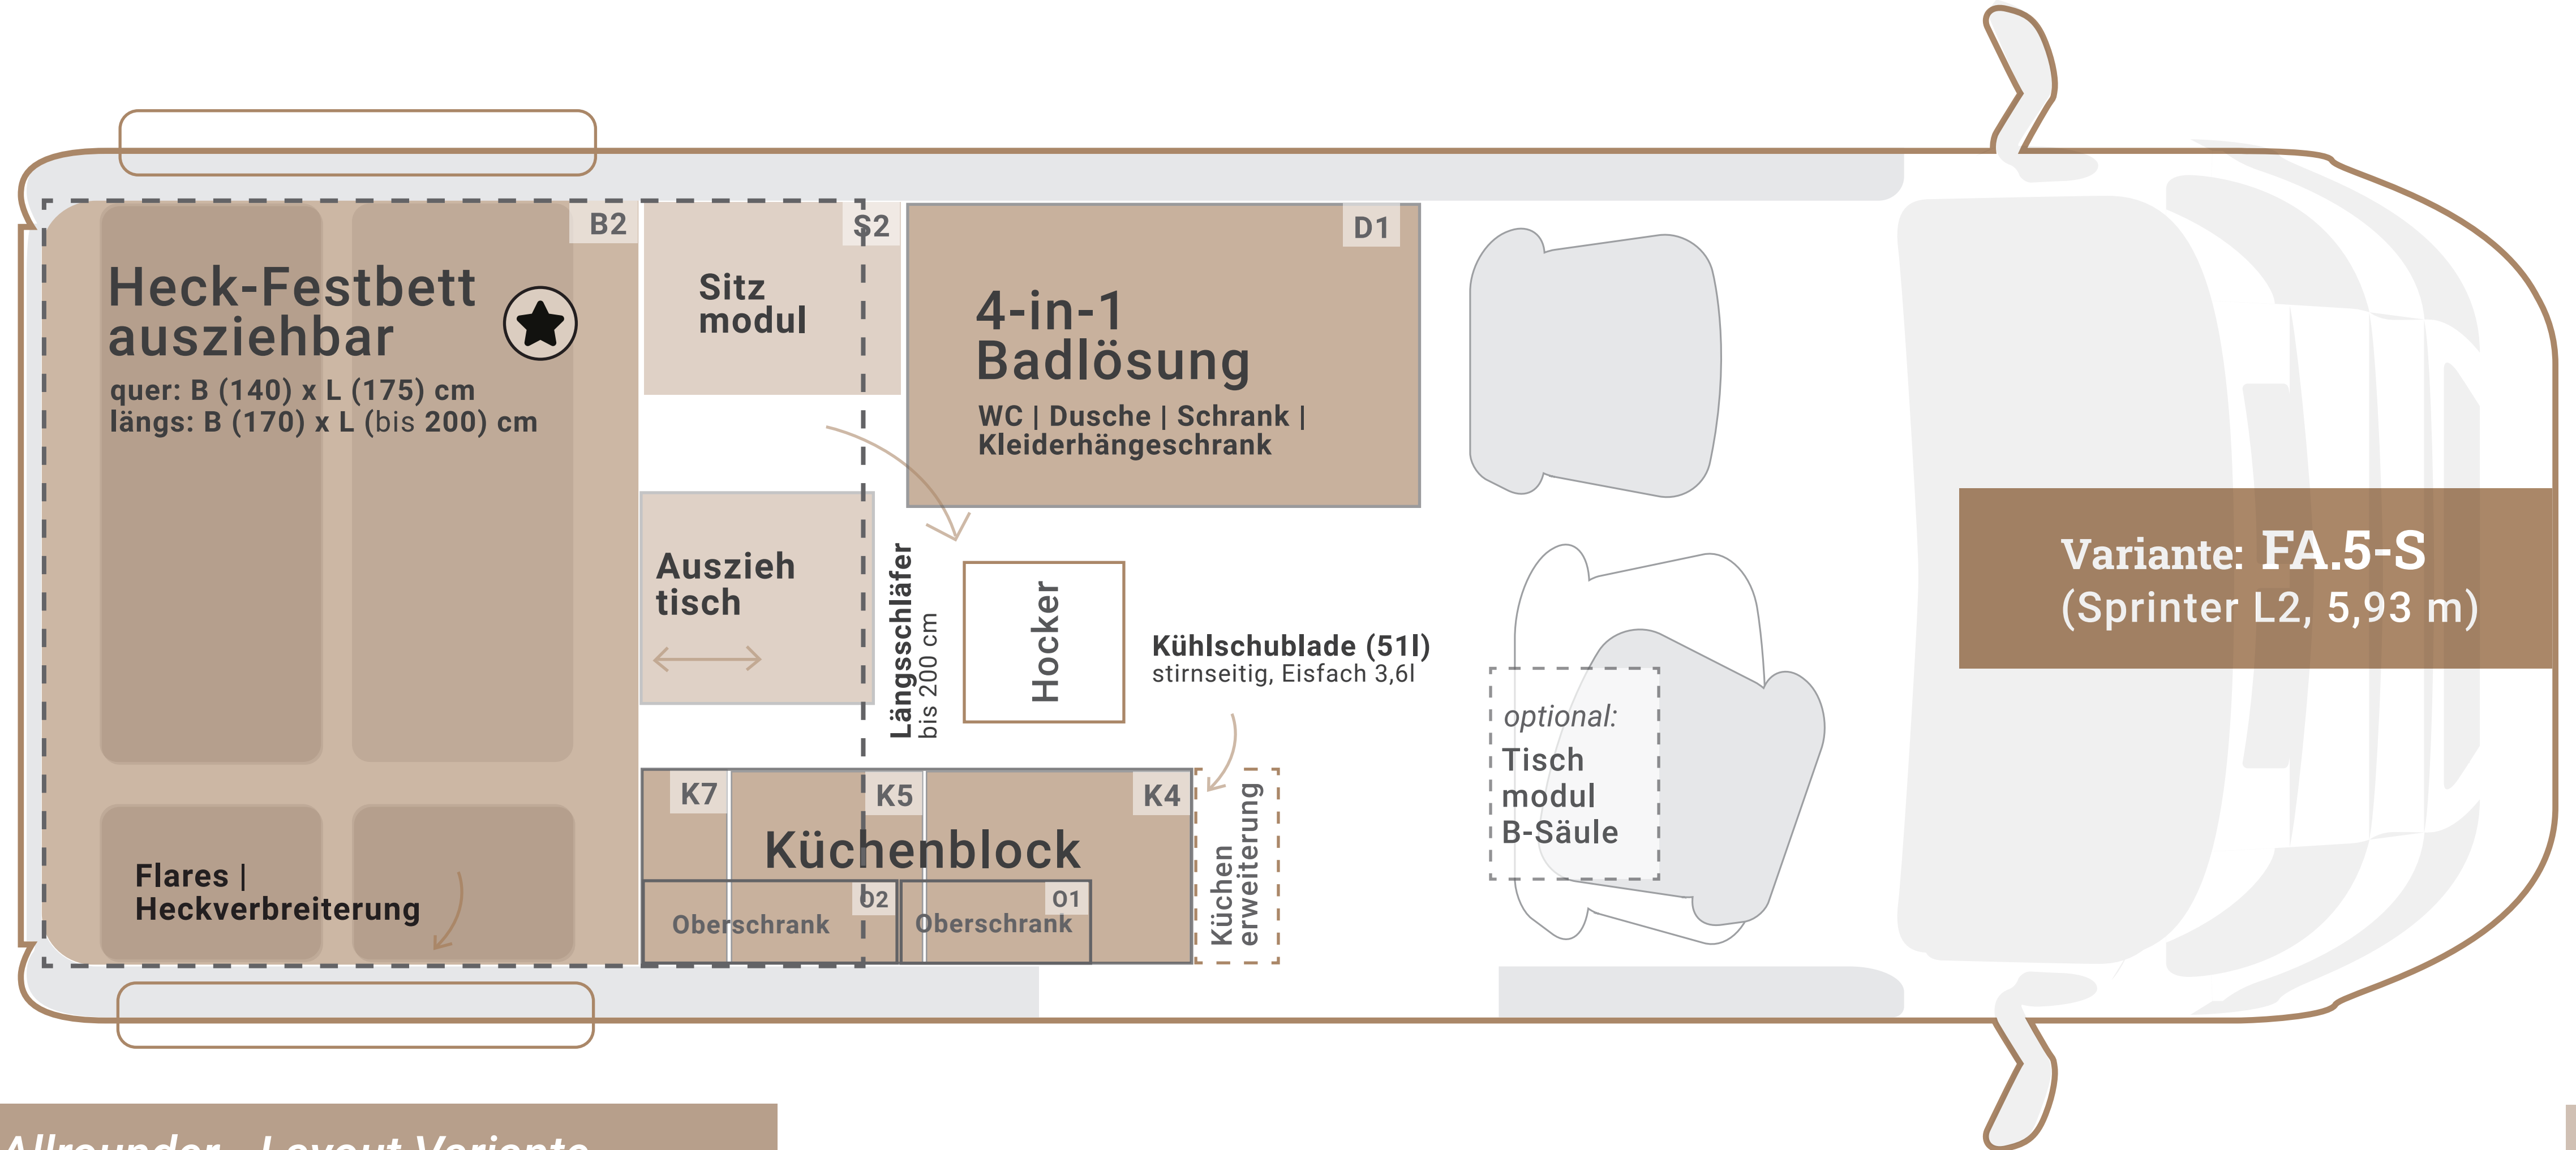 B2
Heck-Festbett
ausziehbar
quer: B (140) x L (175) cm
längs: B (170) x L (bis 200) cm
Flares |
Heckverbreiterung
S2
Sitz
modul
Auszieh
tisch
Längsschläfer
bis 200 cm
D1
4-in-1
Badlösung
WC | Dusche | Schrank |
Kleiderhängeschrank
Hocker
Kühlschublade (51l)
stirnseitig, Eisfach 3,6l
K7
K5
K4
Küchenblock
O2
Oberschrank
O1
Oberschrank
Küchen
erweiterung
optional:
Tisch
modul
B-Säule
Variante: FA.5-S
(Sprinter L2, 5,93 m)
Allrounder - Layout Variante